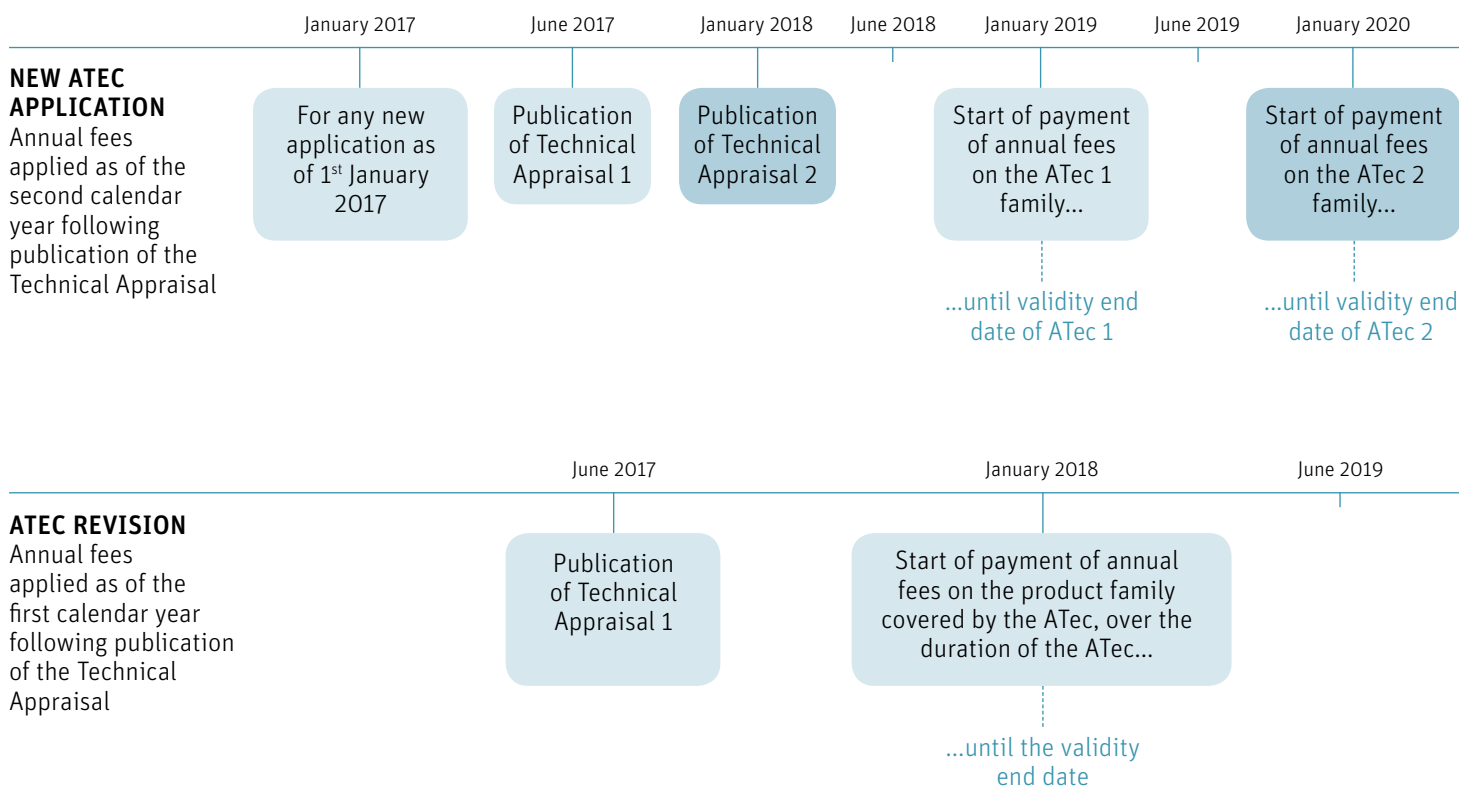 January 2017
June 2017
January 2018
June 2018
January 2019
June 2019
January 2020
NEW ATEC
APPLICATION
Annual fees
applied as of the
second calendar
year following
publication of the
Technical Appraisal
For any new
application as
of 1st January
2017
Publication
of Technical
Appraisal 1
Publication
of Technical
Appraisal 2
Start of payment
of annual fees
on the ATec 1
family...
...until validity end
date of ATec 1
Start of payment
of annual fees
on the ATec 2
family...
...until validity end
date of ATec 2
June 2017
January 2018
June 2019
ATEC REVISION
Annual fees
applied as of the
first calendar year
following publication
of the Technical
Appraisal
Publication
of Technical
Appraisal 1
Start of payment of annual
fees on the product family
covered by the ATec, over the
duration of the ATec...
...until the validity
end date